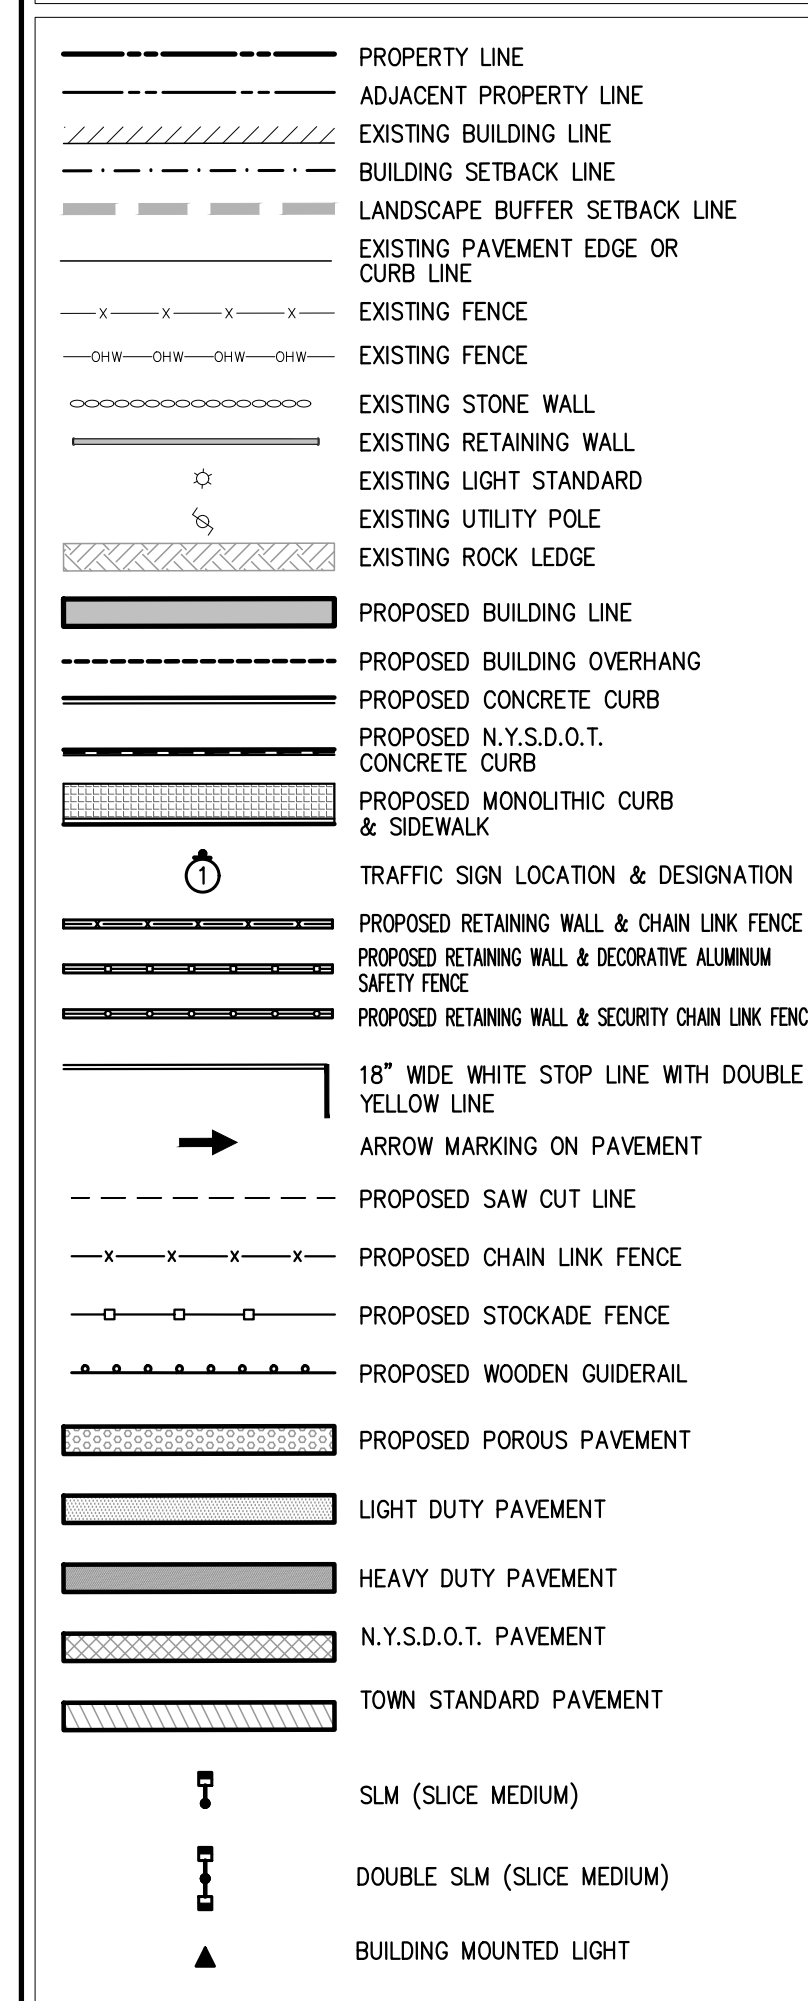 PROPERTY LINE
ADJACENT PROPERTY LINE
EXISTING BUILDING LINE
BUILDING SETBACK LINE
LANDSCAPE BUFFER SETBACK LINE
EXISTING PAVEMENT EDGE OR
CURB LINE
X X X X EXISTING FENCE
OHW OHW OHW OHW EXISTING FENCE
EXISTING STONE WALL
EXISTING RETAINING WALL
EXISTING LIGHT STANDARD
EXISTING UTILITY POLE
EXISTING ROCK LEDGE
PROPOSED BUILDING LINE
PROPOSED BUILDING OVERHANG
PROPOSED CONCRETE CURB
PROPOSED N.Y.S.D.O.T.
CONCRETE CURB
PROPOSED MONOLITHIC CURB
& SIDEWALK
1 TRAFFIC SIGN LOCATION & DESIGNATION
PROPOSED RETAINING WALL & CHAIN LINK FENCE
PROPOSED RETAINING WALL & DECORATIVE ALUMINUM
SAFETY FENCE
PROPOSED RETAINING WALL & SECURITY CHAIN LINK FENC
18" WIDE WHITE STOP LINE WITH DOUBLE
YELLOW LINE
ARROW MARKING ON PAVEMENT
PROPOSED SAW CUT LINE
X X X X PROPOSED CHAIN LINK FENCE
PROPOSED STOCKADE FENCE
PROPOSED WOODEN GUIDERAIL
PROPOSED POROUS PAVEMENT
LIGHT DUTY PAVEMENT
HEAVY DUTY PAVEMENT
N.Y.S.D.O.T. PAVEMENT
TOWN STANDARD PAVEMENT
SLM (SLICE MEDIUM)
DOUBLE SLM (SLICE MEDIUM)
BUILDING MOUNTED LIGHT